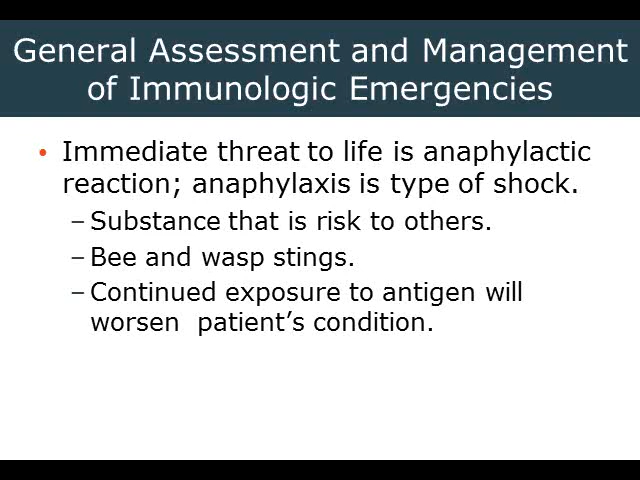 General Assessment and Management
of Immunologic Emergencies
• Immediate threat to life is anaphylactic
reaction; anaphylaxis is type of shock.
– Substance that is risk to others.
– Bee and wasp stings.
– Continued exposure to antigen will
worsen  patient’s condition.